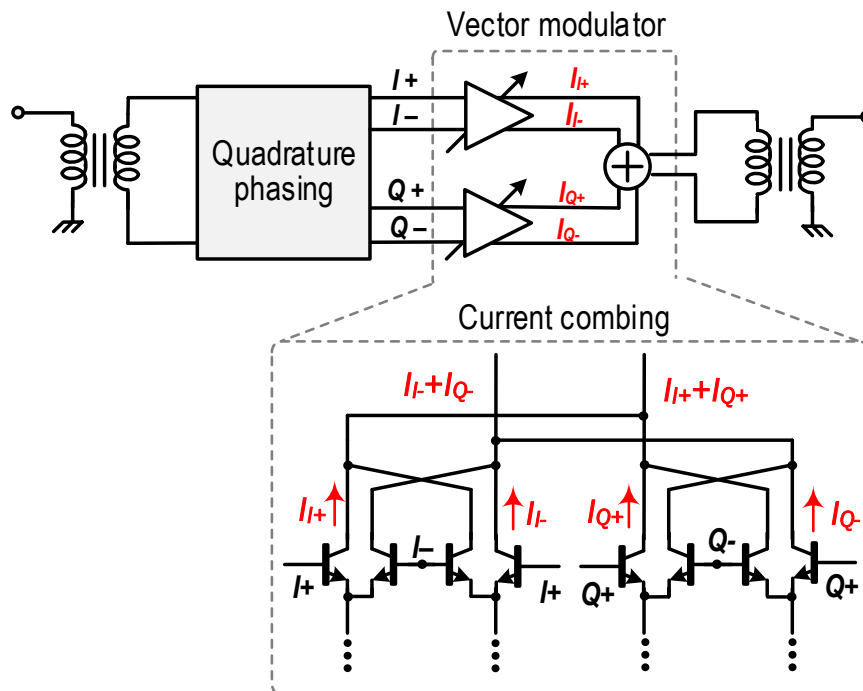 Vector modulator
I+
I–
Quadrature
phasing
Q+
Q–
II+
II-
IQ+
IQ-
Current combing
II-+IQ-
II++IQ+
II+
II-
IQ+
IQ-
I+
I–
I+
Q+
Q-
Q+